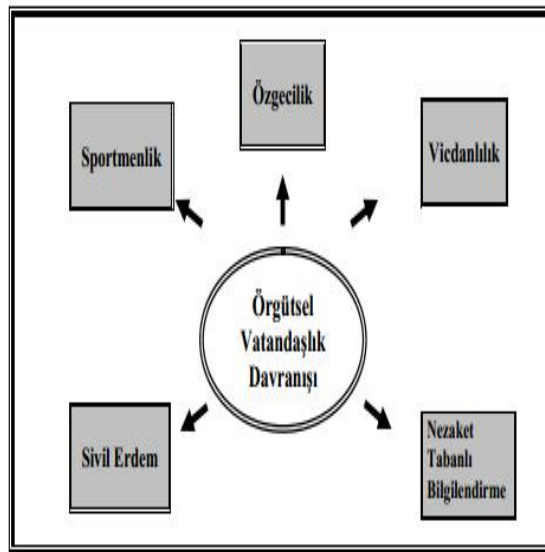 Özgecilik
Sportmenlik
Vicdanlılık
Örgütsel
Vatandaşlık
Davranışı
Sivil Erdem
Nezaket
Tabanlı
Bilgilendirme